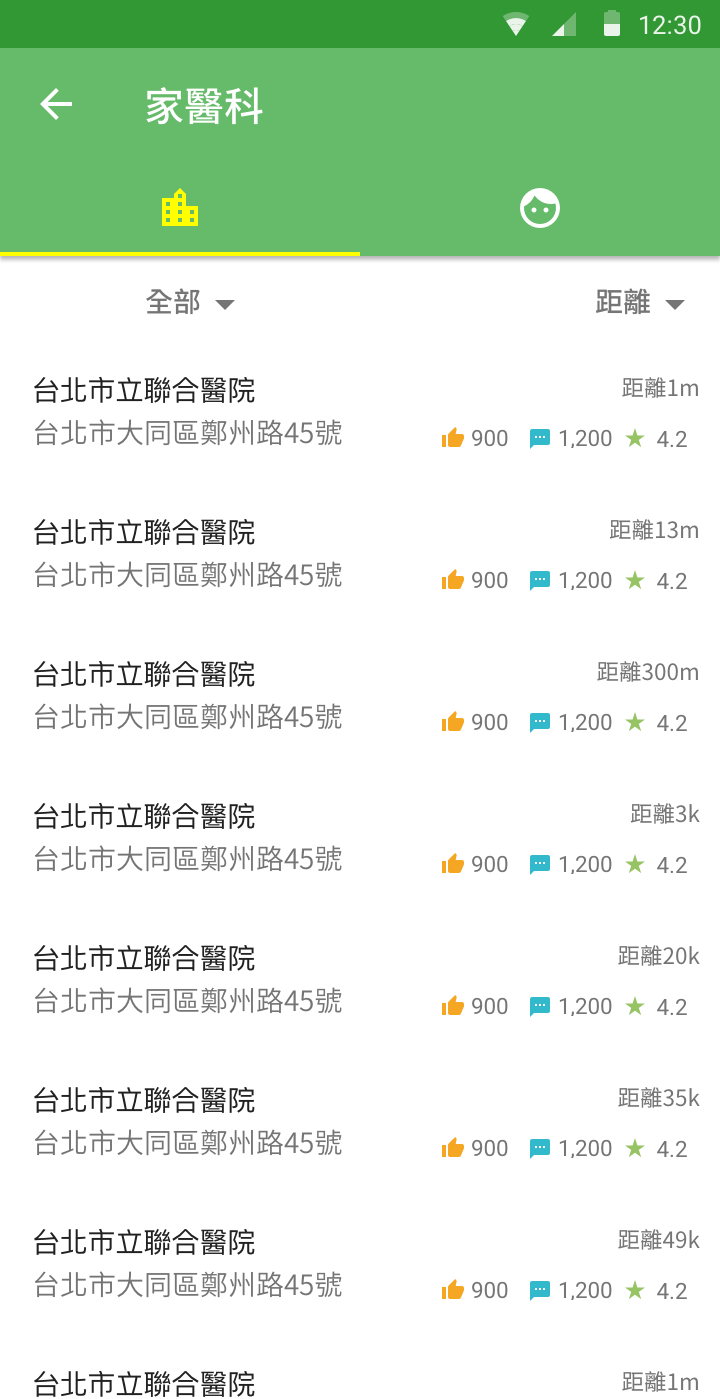 12:30
家醫科
全部 距離
台北市立聯合醫院 距離1m
台北市大同區鄭州路45號 900 1,200 4.2
台北市立聯合醫院 距離13m
台北市大同區鄭州路45號 900 1,200 4.2
台北市立聯合醫院 距離300m
台北市大同區鄭州路45號 900 1,200 4.2
台北市立聯合醫院 距離3k
台北市大同區鄭州路45號 900 1,200 4.2
台北市立聯合醫院 距離20k
台北市大同區鄭州路45號 900 1,200 4.2
台北市立聯合醫院 距離35k
台北市大同區鄭州路45號 900 1,200 4.2
台北市立聯合醫院 距離49k
台北市大同區鄭州路45號 900 1,200 4.2
台北市立聯合醫院 距離1m